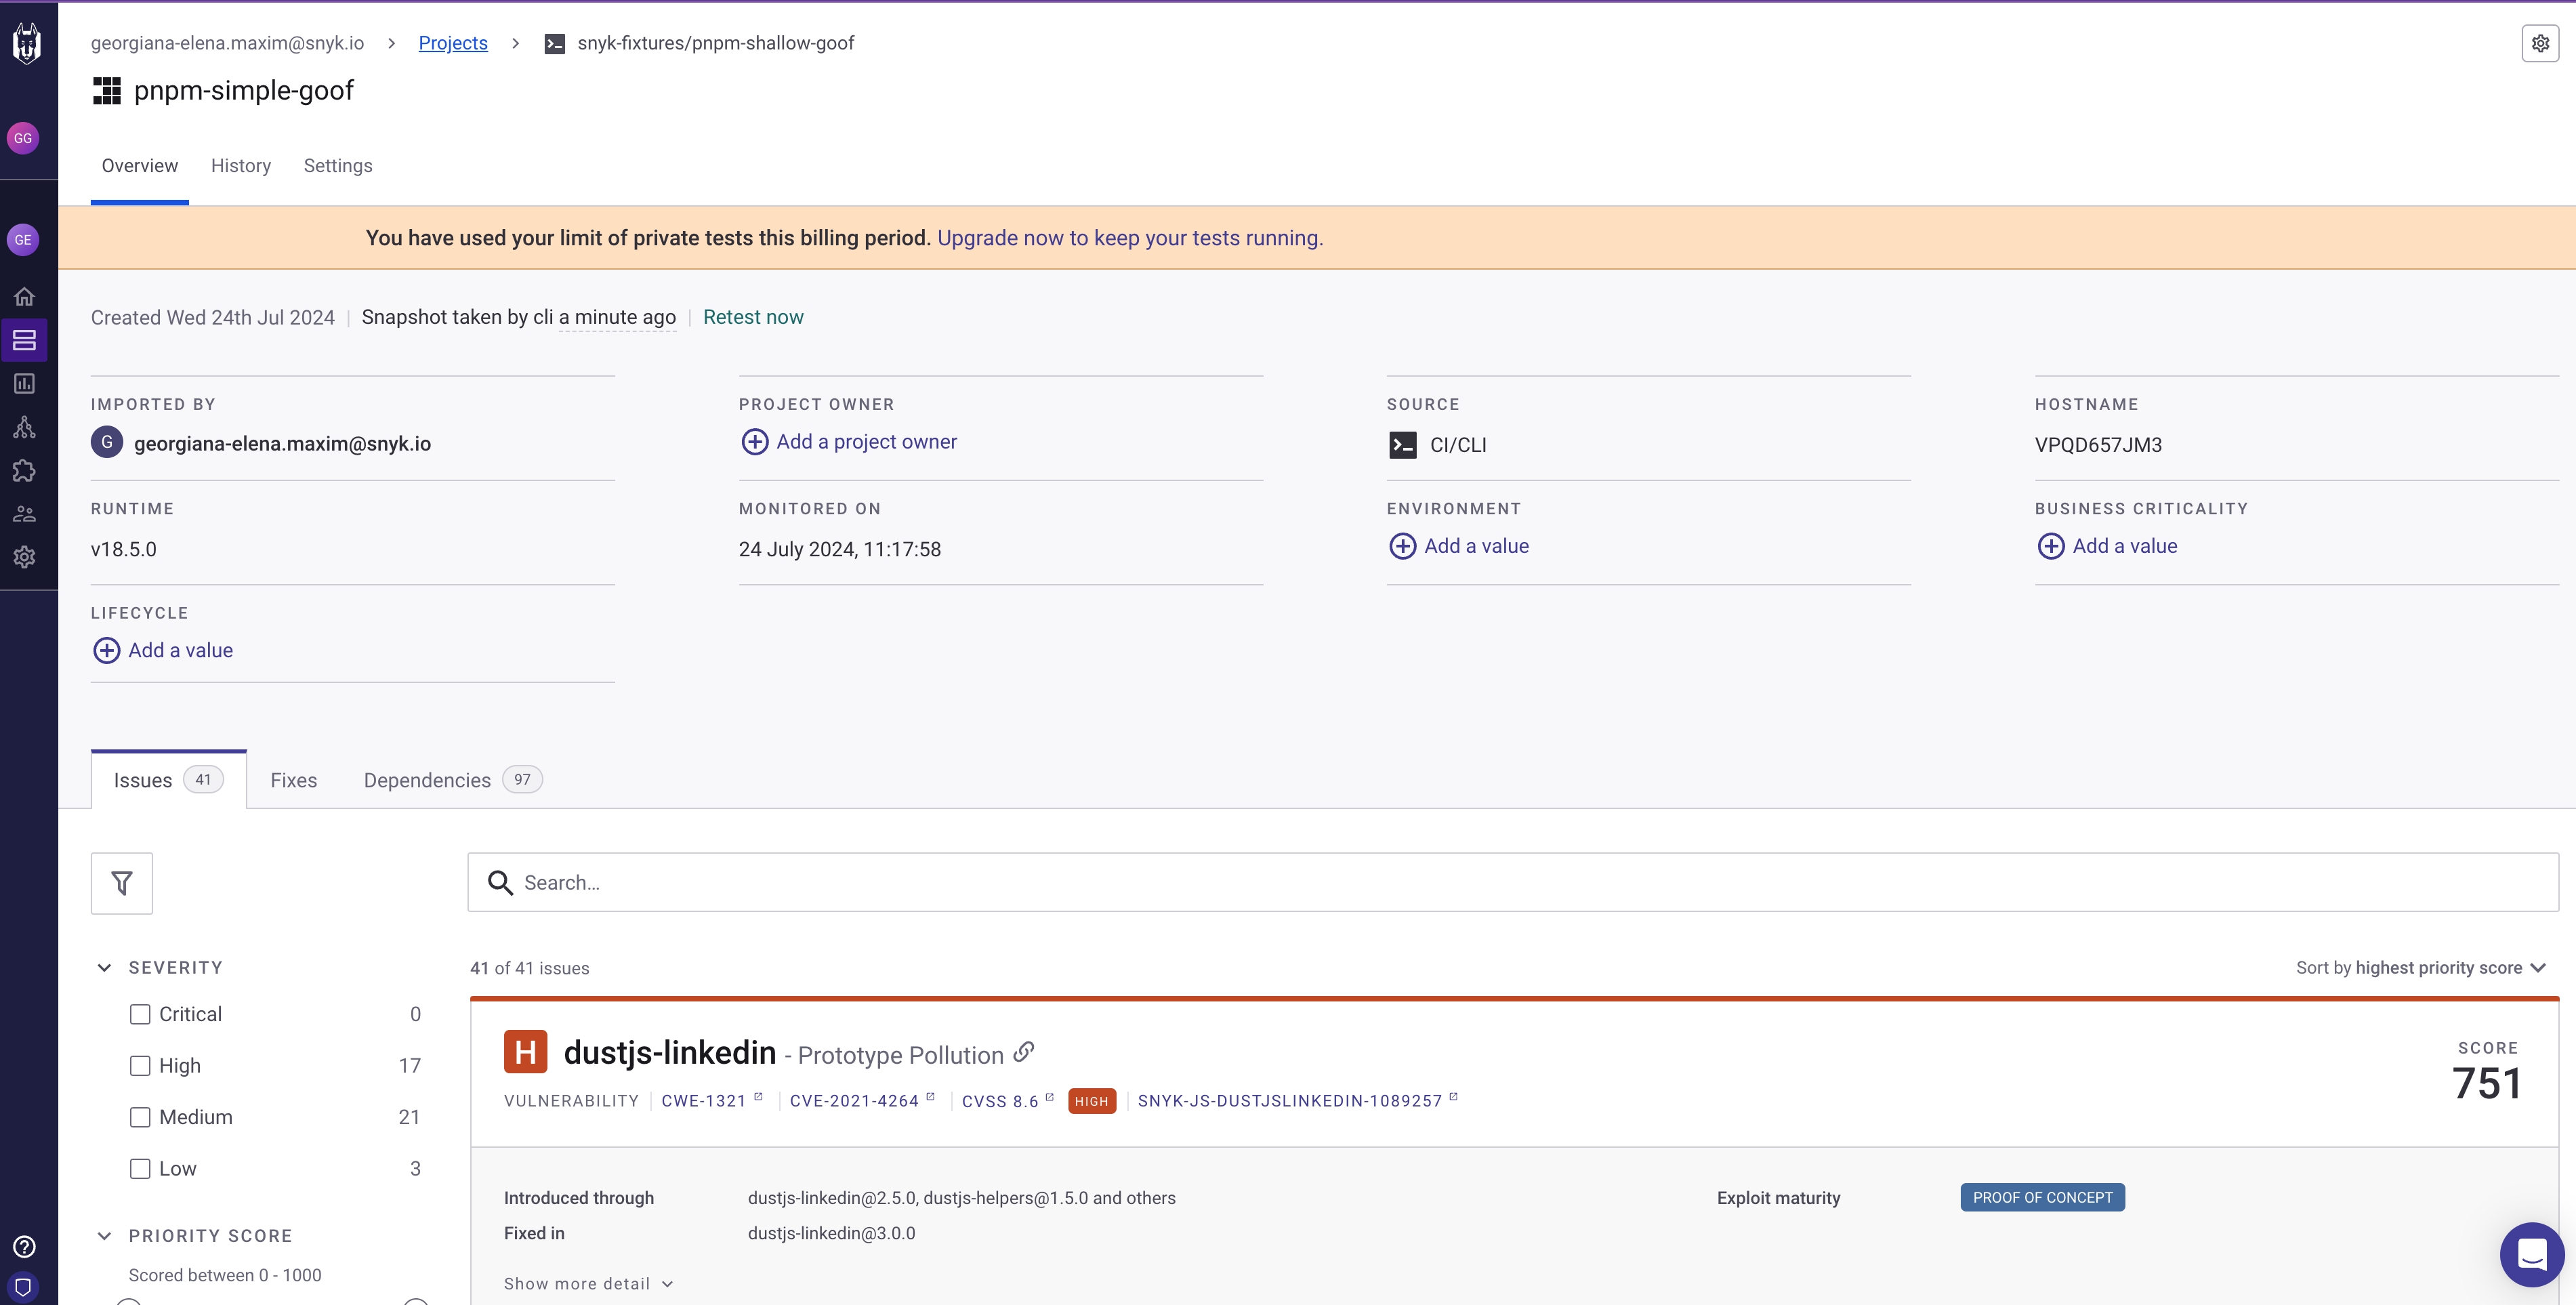 georgiana-elena.maxim@snyk.io > Projects > snyk-fixtures/pnpm-shallow-goof
pnpm-simple-goof
GG
Overview History Settings
You have used your limit of private tests this billing period. Upgrade now to keep your tests running.
GE
Created Wed 24th Jul 2024 | Snapshot taken by cli a minute ago | Retest now
IMPORTED BY
G georgiana-elena.maxim@snyk.io
PROJECT OWNER
Add a project owner
SOURCE
CI/CLI
HOSTNAME
VPQD657JM3
RUNTIME
v18.5.0
MONITORED ON
24 July 2024, 11:17:58
ENVIRONMENT
Add a value
BUSINESS CRITICALITY
Add a value
LIFECYCLE
Add a value
Issues 41 Fixes Dependencies 97
Search...
SEVERITY
Critical 0
High 17
Medium 21
Low 3
PRIORITY SCORE
Scored between 0 - 1000
41 of 41 issues
Sort by highest priority score
H dustjs-linkedin - Prototype Pollution
SCORE
751
VULNERABILITY | CWE-1321 | CVE-2021-4264 | CVSS 8.6 HIGH | SNYK-JS-DUSTJSLINKEDIN-1089257
Introduced through dustjs-linkedin@2.5.0, dustjs-helpers@1.5.0 and others
Exploit maturity PROOF OF CONCEPT
Fixed in dustjs-linkedin@3.0.0
Show more detail